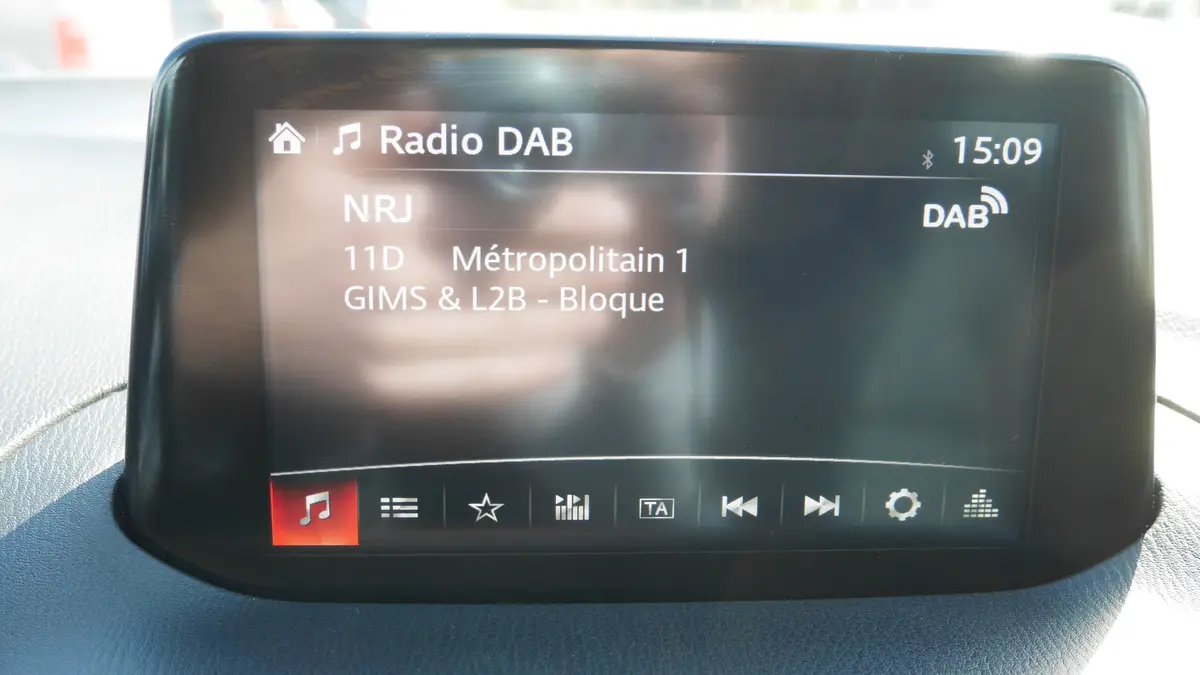 Radio DAB
15:09
NRJ
DAB
11D Métropolitain 1
GIMS & L2B - Bloque
TA